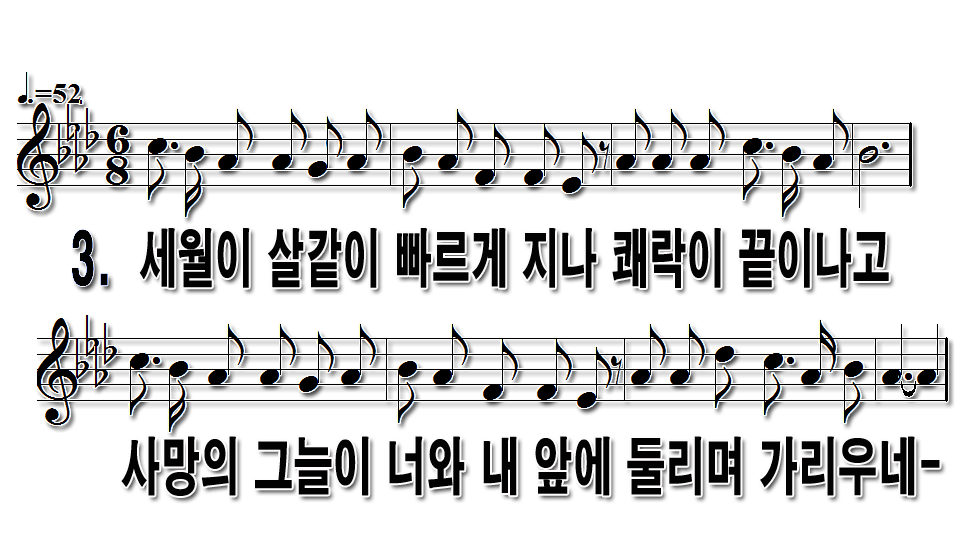 ♩.=52
6
8
3. 세월이 살같이 빠르게 지나 쾌락이 끝이나고
사망의 그늘이 너와 내 앞에 둘리며 가리우네-